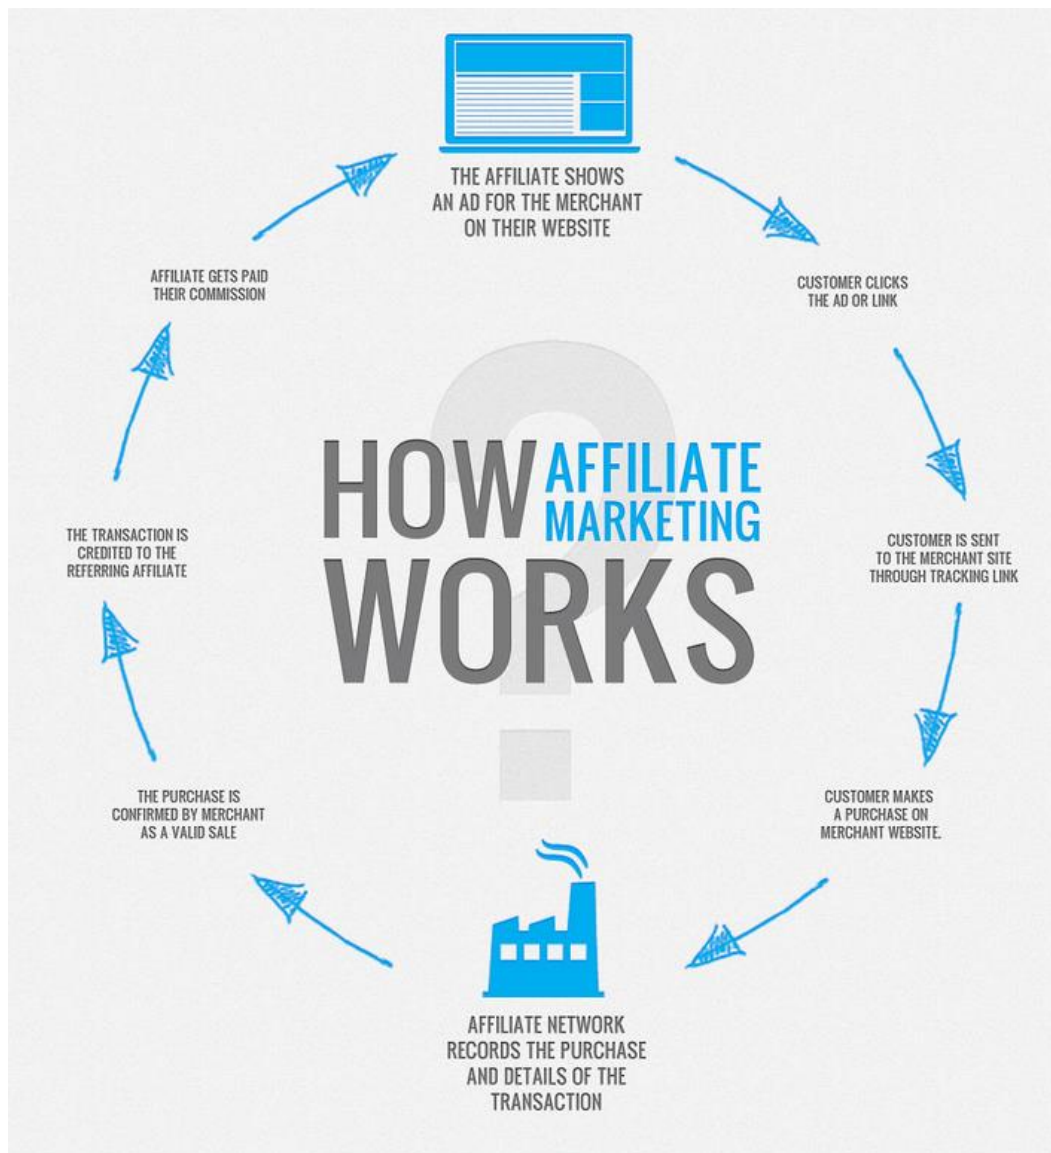 THE AFFILIATE SHOWS
AN AD FOR THE MERCHANT
ON THEIR WEBSITE
CUSTOMER CLICKS
THE AD OR LINK
CUSTOMER IS SENT
TO THE MERCHANT SITE
THROUGH TRACKING LINK
CUSTOMER MAKES
A PURCHASE ON
MERCHANT WEBSITE.
AFFILIATE NETWORK
RECORDS THE PURCHASE
AND DETAILS OF THE
TRANSACTION
THE PURCHASE IS
CONFIRMED BY MERCHANT
AS A VALID SALE
THE TRANSACTION IS
CREDITED TO THE
REFERRING AFFILIATE
AFFILIATE GETS PAID
THEIR COMMISSION
?
HOW AFFILIATE
MARKETING
WORKS